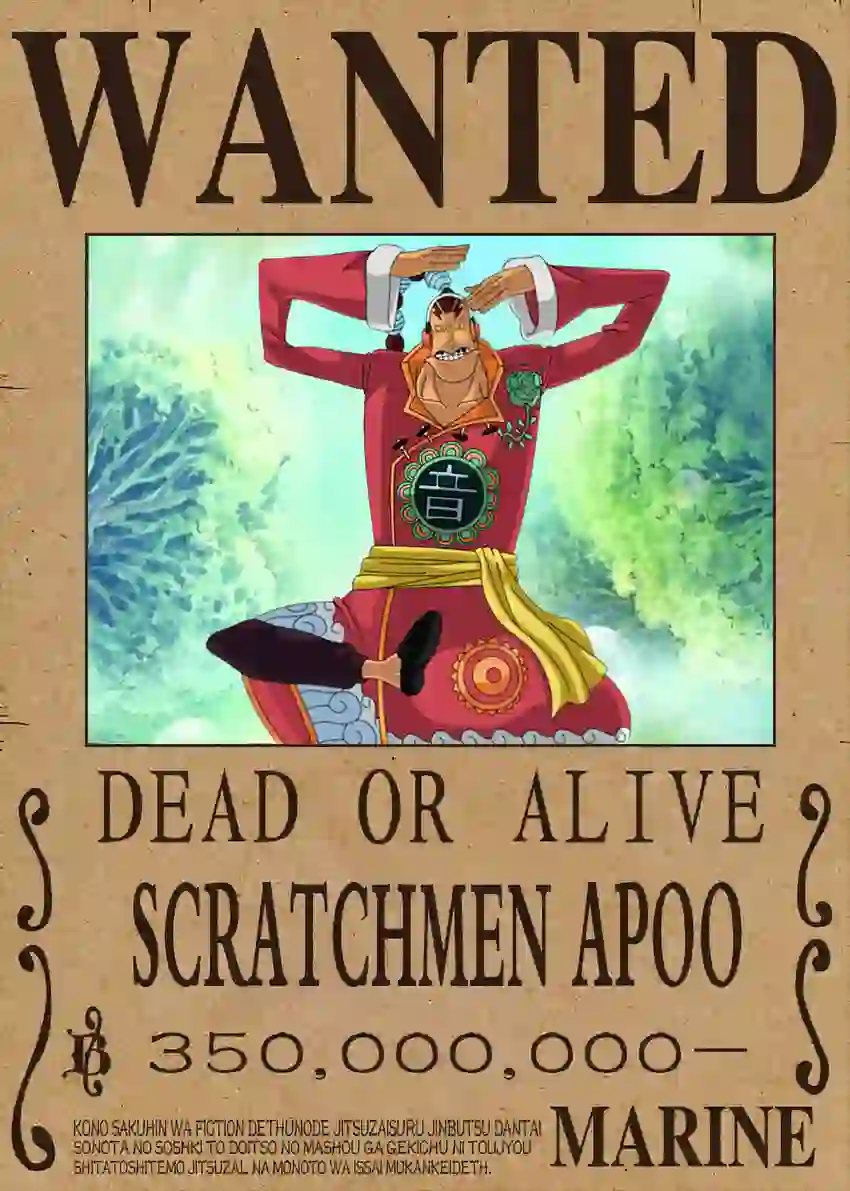 WANTED
音
DEAD OR ALIVE
SCRATCHMEN APOO
฿ 350,000,000-
KONO SAKUHIN WA FICTION DETHUNODE JITSUZAISURU JINBUTSU DANTAI
SONOTA NO SOSHKI TO DOITSO NO MASHOU GA GEKICHU NI TOUJYOU
SHITATOSHITEMO JITSUZAL NA MONOTO WA ISSAI MUKANKEIDETH.
MARINE